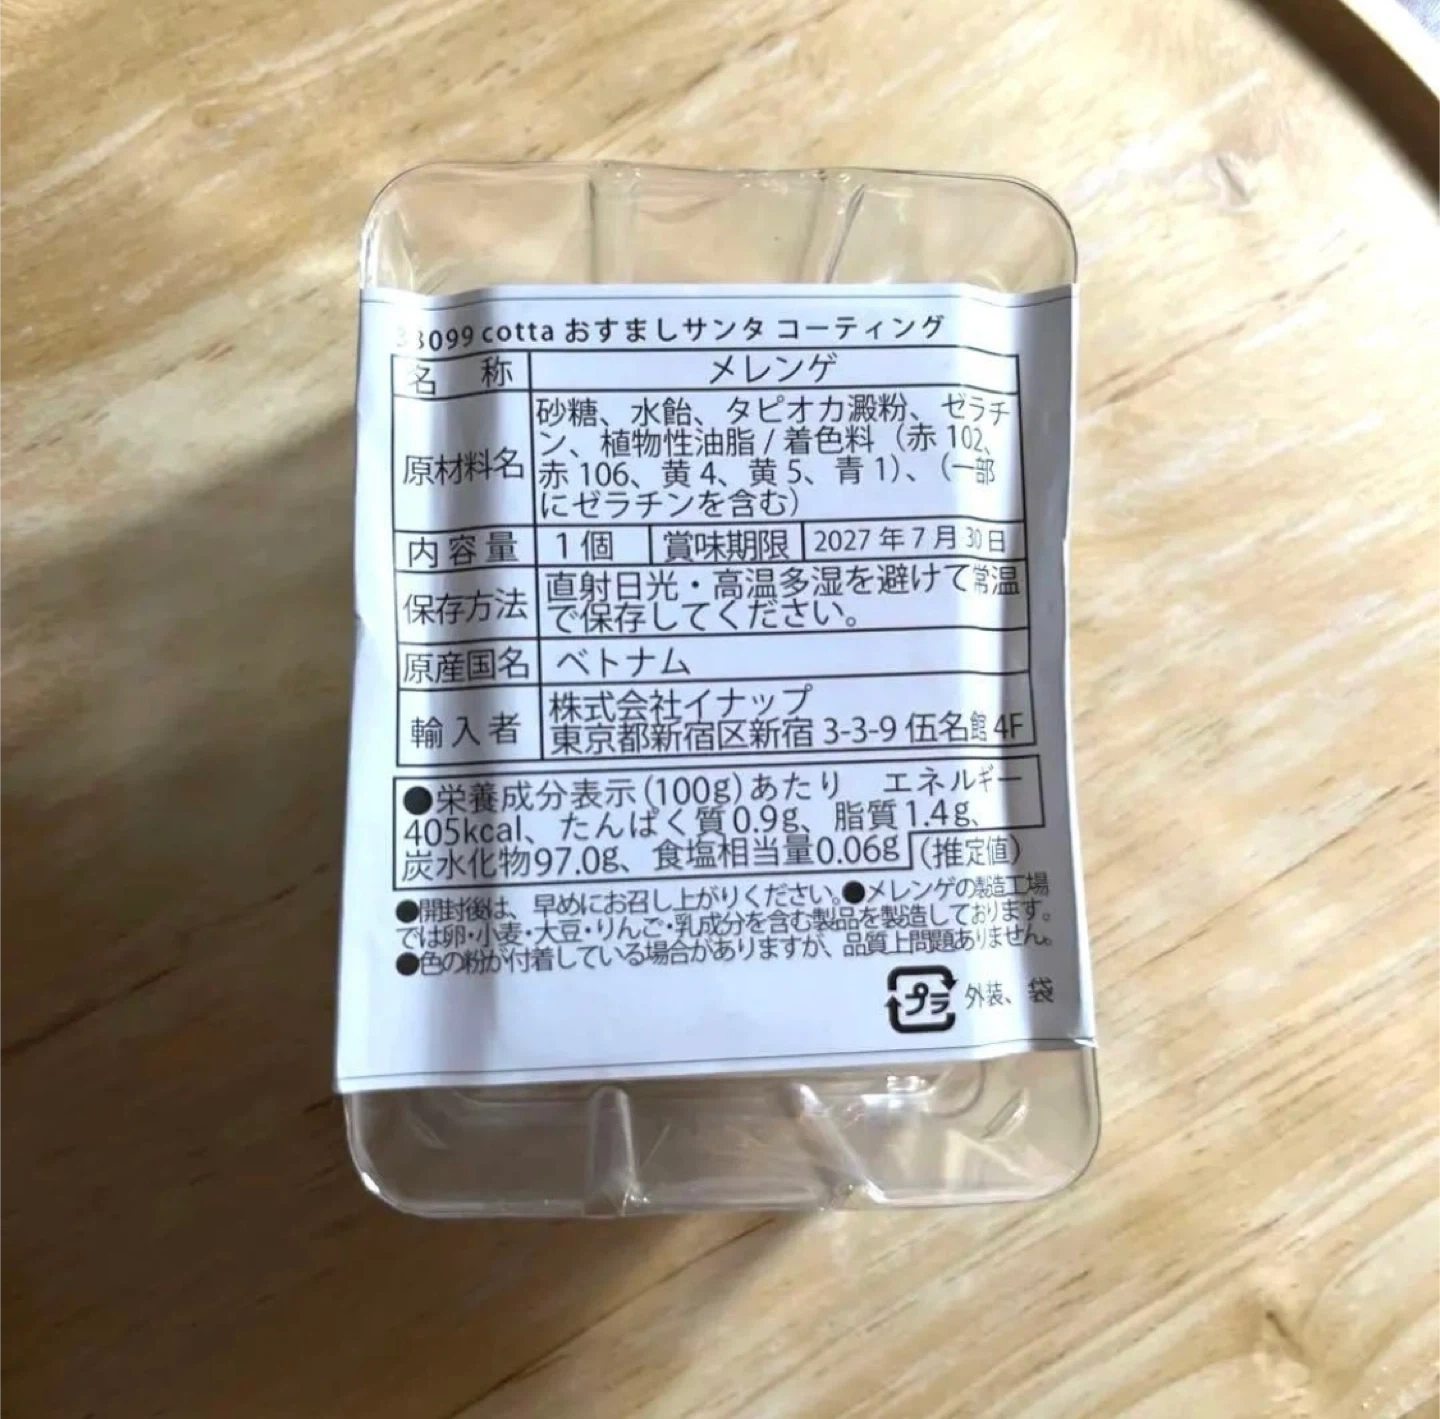 38099 cotta おすましサンタ コーティング
名 称 メレンゲ
原材料名 砂糖、水飴、タピオカ澱粉、ゼラチ
ン、植物性油脂 / 着色料(赤 102、
赤 106、黄 4、黄 5、青 1)、(一部
にゼラチンを含む)
内容量 1 個 賞味期限 2027 年 7 月 30 日
保存方法 直射日光・高温多湿を避けて常温
で保存してください。
原産国名 ベトナム
輸入者 株式会社イナップ
東京都新宿区新宿 3-3-9 伍名館 4F
●栄養成分表示(100g)あたり エネルギー
405kcal、たんぱく質0.9g、脂質1.4g、
炭水化物97.0g、食塩相当量0.06g (推定値)
●開封後は、早めにお召し上がりください。●メレンゲの製造工場
では卵・小麦・大豆・りんご・乳成分を含む製品を製造しております。
●色の粉が付着している場合がありますが、品質上問題ありません。
プラ 外装、袋